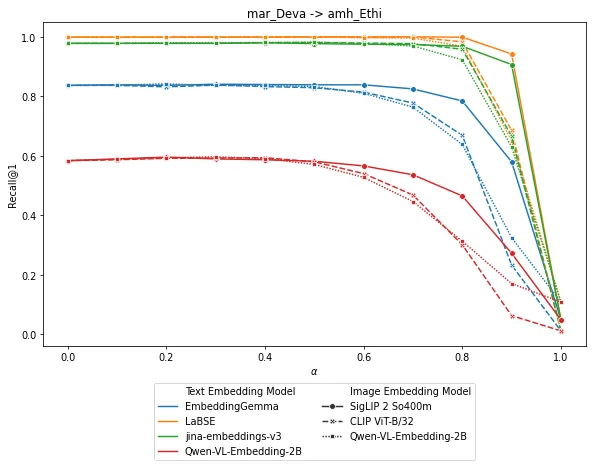 mar_Deva -> amh_Ethi
1.0
0.8
0.6
0.4
0.2
0.0
Recall@1
0.0 0.2 0.4 0.6 0.8 1.0
α
Text Embedding Model
EmbeddingGemma
LaBSE
jina-embeddings-v3
Qwen-VL-Embedding-2B
Image Embedding Model
SigLIP 2 So400m
CLIP ViT-B/32
Qwen-VL-Embedding-2B